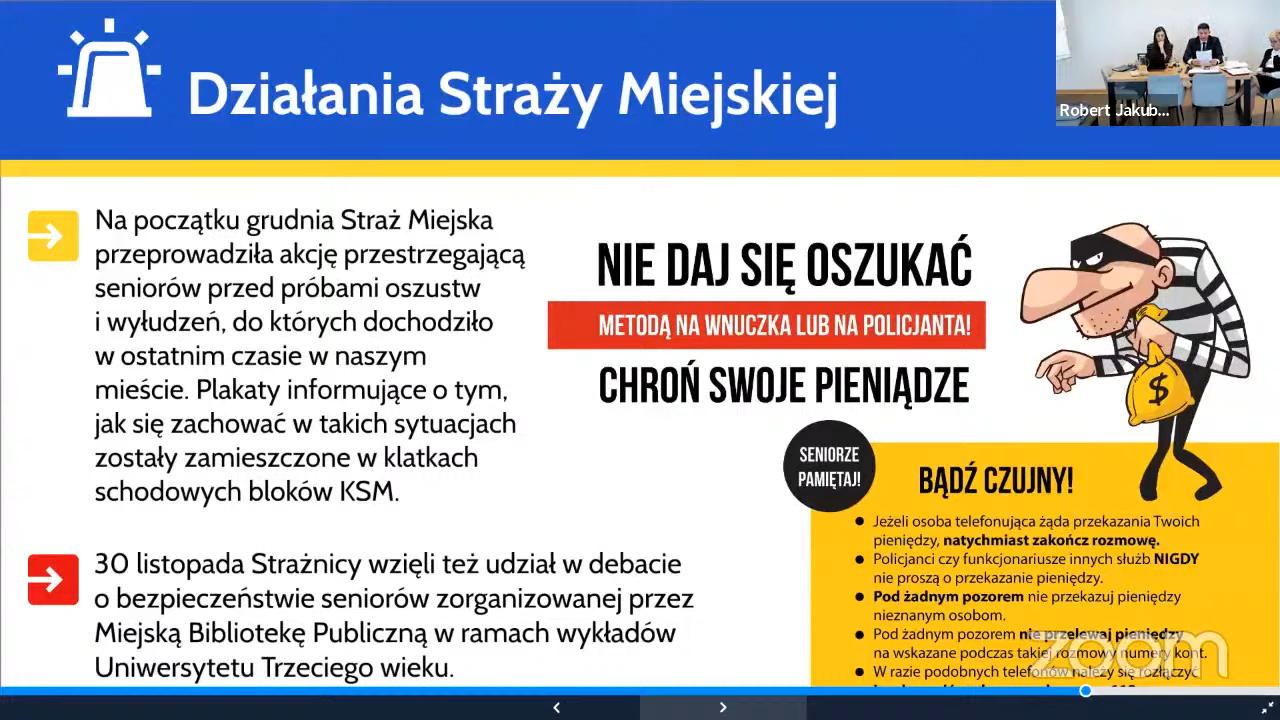 Działania Straży Miejskiej
Robert Jakub...
Na początku grudnia Straż Miejska
przeprowadziła akcję przestrzegającą
seniorów przed próbami oszustw
i wyłudzeń, do których dochodziło
w ostatnim czasie w naszym
mieście. Plakaty informujące o tym,
jak się zachować w takich sytuacjach
zostały zamieszczone w klatkach
schodowych bloków KSM.
30 listopada Strażnicy wzięli też udział w debacie
o bezpieczeństwie seniorów zorganizowanej przez
Miejską Bibliotekę Publiczną w ramach wykładów
Uniwersytetu Trzeciego wieku.
NIE DAJ SIĘ OSZUKAĆ
METODĄ NA WNUCZKA LUB NA POLICJANTA!
CHROŃ SWOJE PIENIĄDZE
$
SENIORZE
PAMIĘTAJ!
BĄDŹ CZUJNY!
● Jeżeli osoba telefonująca żąda przekazania Twoich
pieniędzy, natychmiast zakończ rozmowę.
● Policjanci czy funkcjonariusze innych służb NIGDY
nie proszą o przekazanie pieniędzy.
● Pod żadnym pozorem nie przekazuj pieniędzy
nieznanym osobom.
● Pod żadnym pozorem nie przelewaj pieniędzy
na wskazane podczas takiej rozmowy numery kont.
● W razie podobnych telefonów należy się rozłączyć
zoom